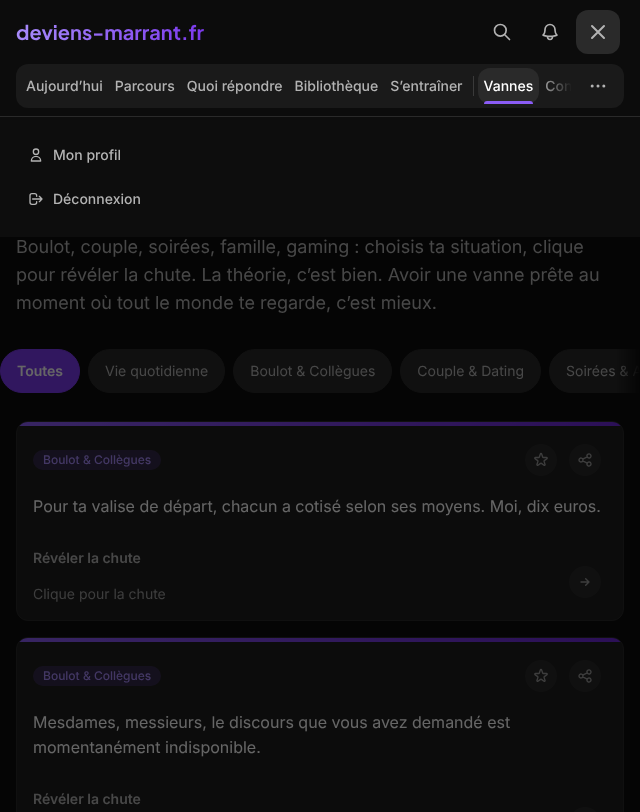 deviens-marrant.fr
Aujourd’hui Parcours Quoi répondre Bibliothèque S’entraîner Vannes
Mon profil
Déconnexion
Boulot, couple, soirées, famille, gaming : choisis ta situation, clique
pour révéler la chute. La théorie, c’est bien. Avoir une vanne prête au
moment où tout le monde te regarde, c’est mieux.
Toutes Vie quotidienne Boulot & Collègues Couple & Dating Soirées &
Boulot & Collègues
Pour ta valise de départ, chacun a cotisé selon ses moyens. Moi, dix euros.
Révéler la chute
Clique pour la chute
Boulot & Collègues
Mesdames, messieurs, le discours que vous avez demandé est
momentanément indisponible.
Révéler la chute